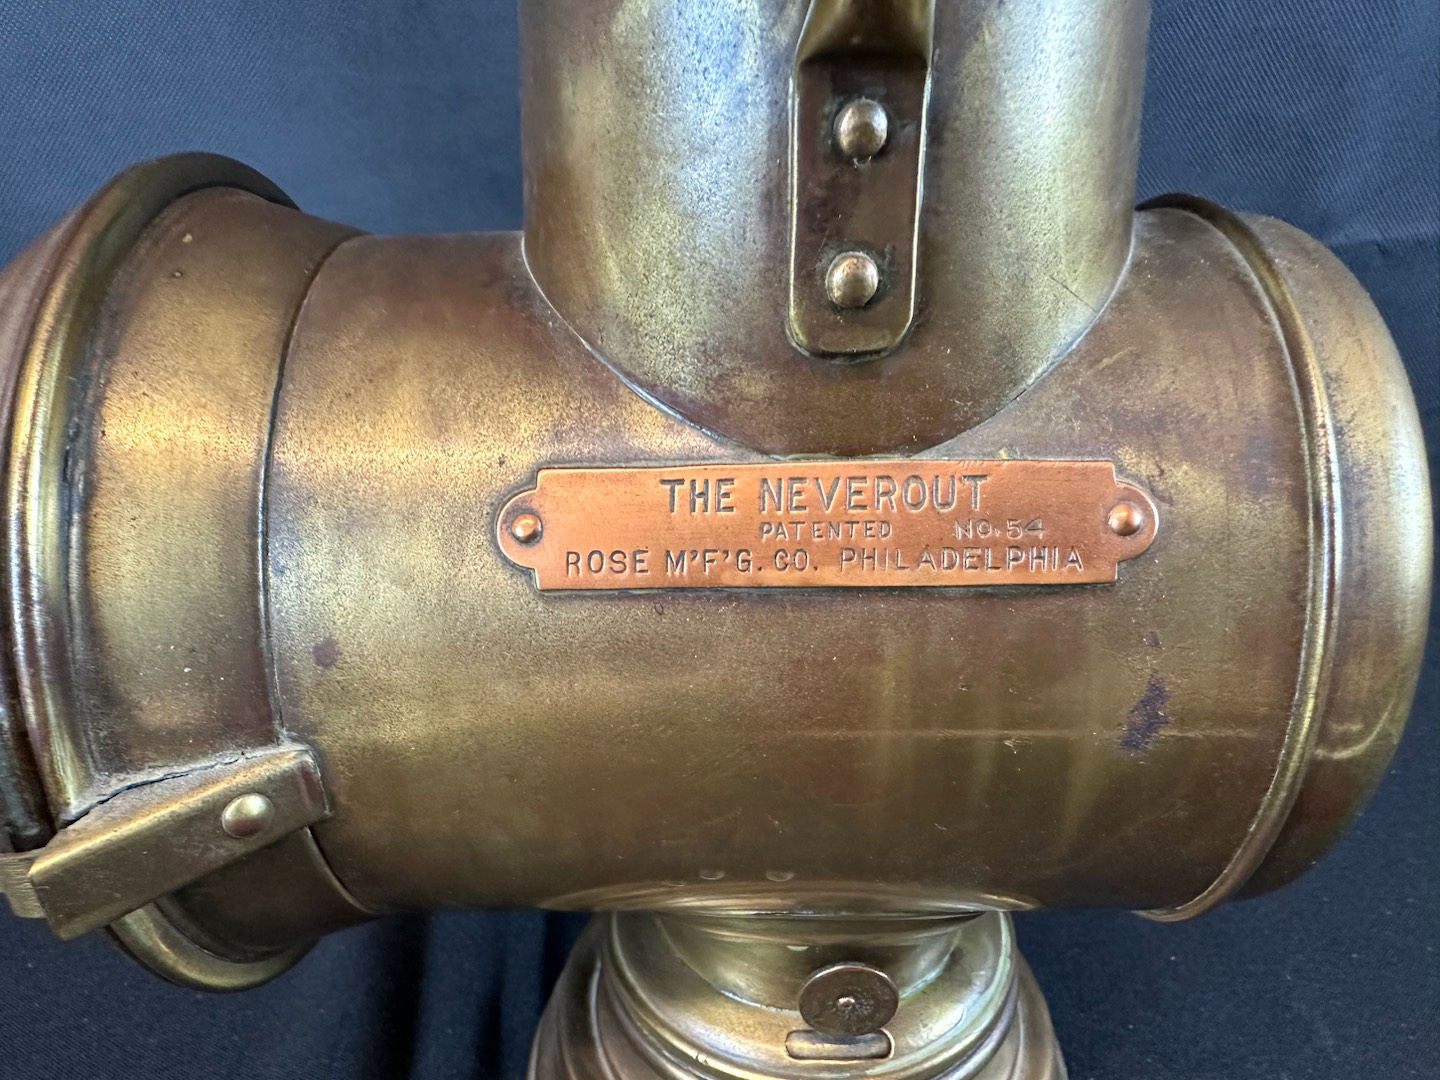 THE NEVEROUT
PATENTED NO. 54
ROSE M'F'G. CO. PHILADELPHIA